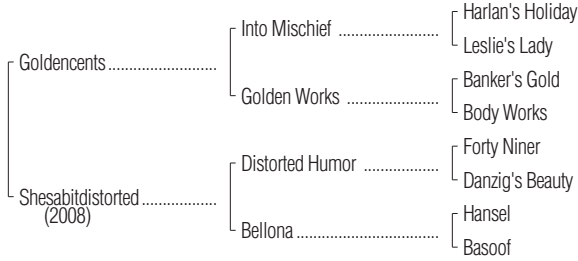 Harlan's Holiday
Into Mischief ....................
Leslie's Lady
Goldencents .....................
Banker's Gold
Golden Works ..................
Body Works
Forty Niner
Distorted Humor ...............
Danzig's Beauty
Shesabitdistorted ..............
(2008)
Hansel
Bellona .............................
Basoof